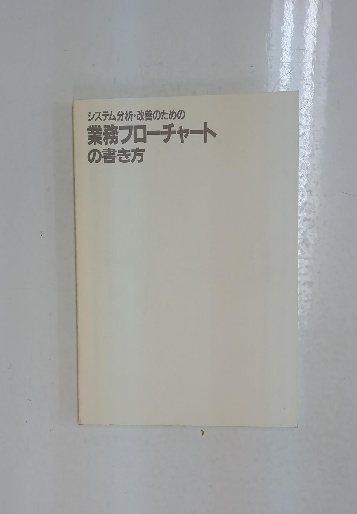 システム分析・改善のための
業務フローチャート
の書き方